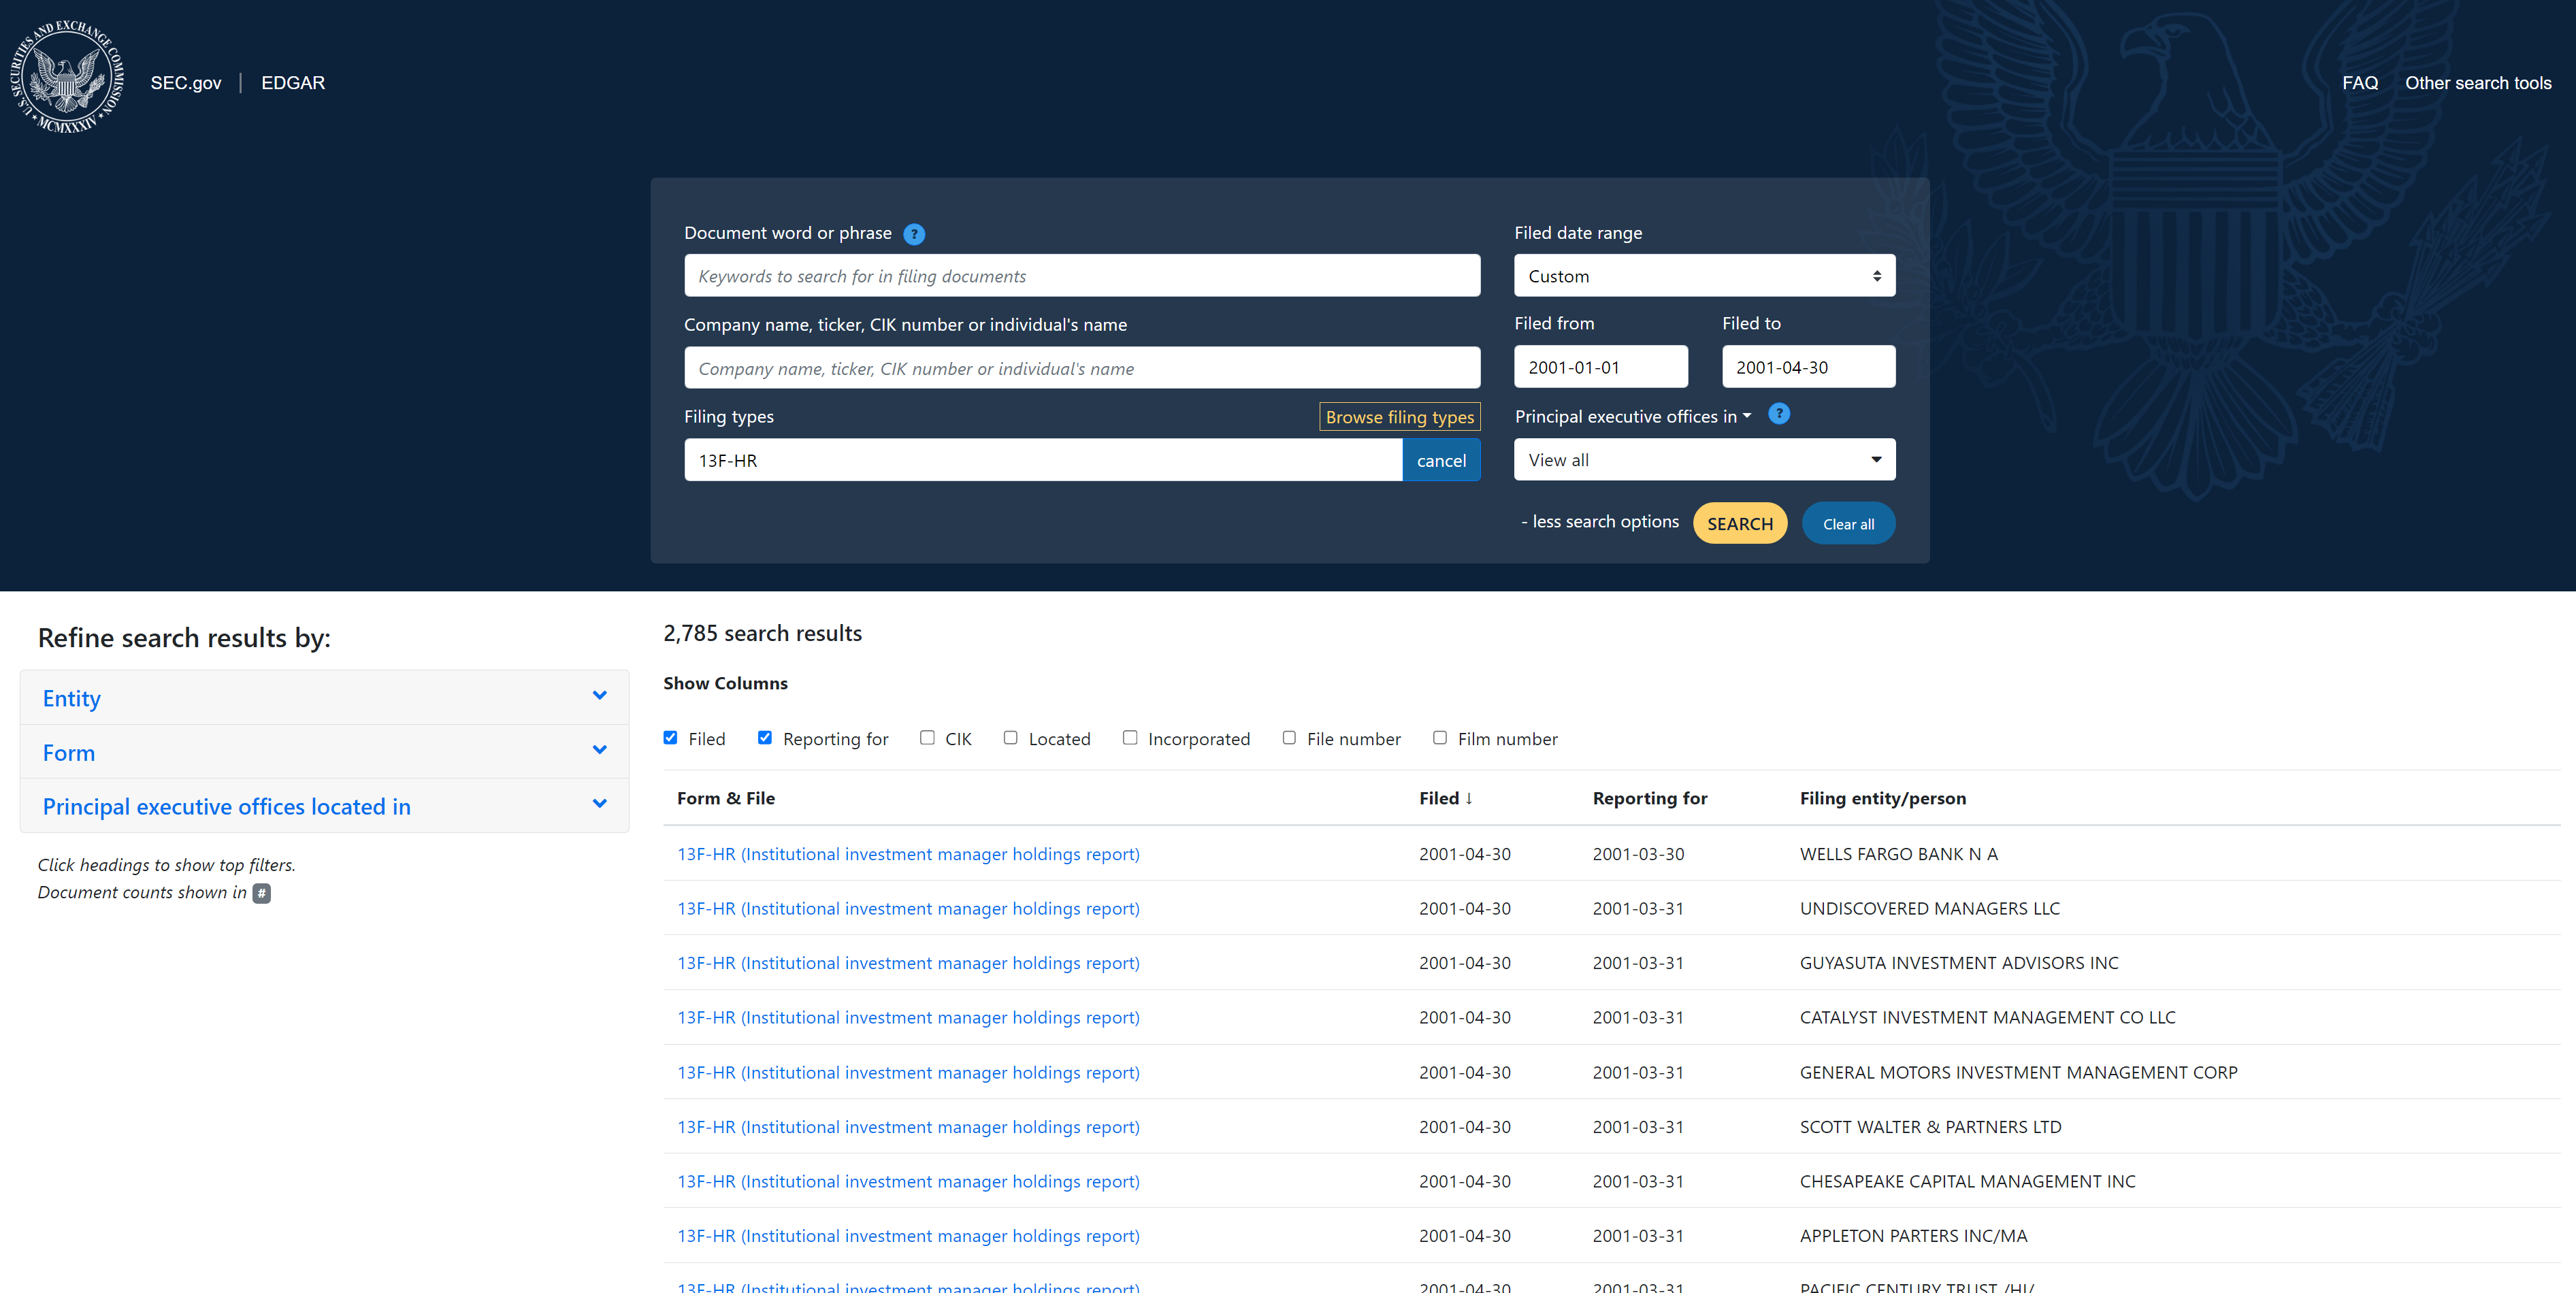 U.S. SECURITIES AND EXCHANGE COMMISSION
MCMXXXIV
SEC.gov | EDGAR
FAQ Other search tools
Document word or phrase ?
Keywords to search for in filing documents
Filed date range
Custom
Company name, ticker, CIK number or individual's name
Company name, ticker, CIK number or individual's name
Filed from Filed to
2001-01-01 2001-04-30
Filing types Browse filing types
13F-HR cancel
Principal executive offices in ?
View all
- less search options SEARCH Clear all
Refine search results by:
Entity
Form
Principal executive offices located in
Click headings to show top filters.
Document counts shown in #
2,785 search results
Show Columns
Filed Reporting for CIK Located Incorporated File number Film number
Form & File Filed ↓ Reporting for Filing entity/person
13F-HR (Institutional investment manager holdings report) 2001-04-30 2001-03-30 WELLS FARGO BANK N A
13F-HR (Institutional investment manager holdings report) 2001-04-30 2001-03-31 UNDISCOVERED MANAGERS LLC
13F-HR (Institutional investment manager holdings report) 2001-04-30 2001-03-31 GUYASUTA INVESTMENT ADVISORS INC
13F-HR (Institutional investment manager holdings report) 2001-04-30 2001-03-31 CATALYST INVESTMENT MANAGEMENT CO LLC
13F-HR (Institutional investment manager holdings report) 2001-04-30 2001-03-31 GENERAL MOTORS INVESTMENT MANAGEMENT CORP
13F-HR (Institutional investment manager holdings report) 2001-04-30 2001-03-31 SCOTT WALTER & PARTNERS LTD
13F-HR (Institutional investment manager holdings report) 2001-04-30 2001-03-31 CHESAPEAKE CAPITAL MANAGEMENT INC
13F-HR (Institutional investment manager holdings report) 2001-04-30 2001-03-31 APPLETON PARTERS INC/MA
13F-HR (Institutional investment manager holdings report) 2001-04-30 2001-03-31 PACIFIC CENTURY TRUST /HI/